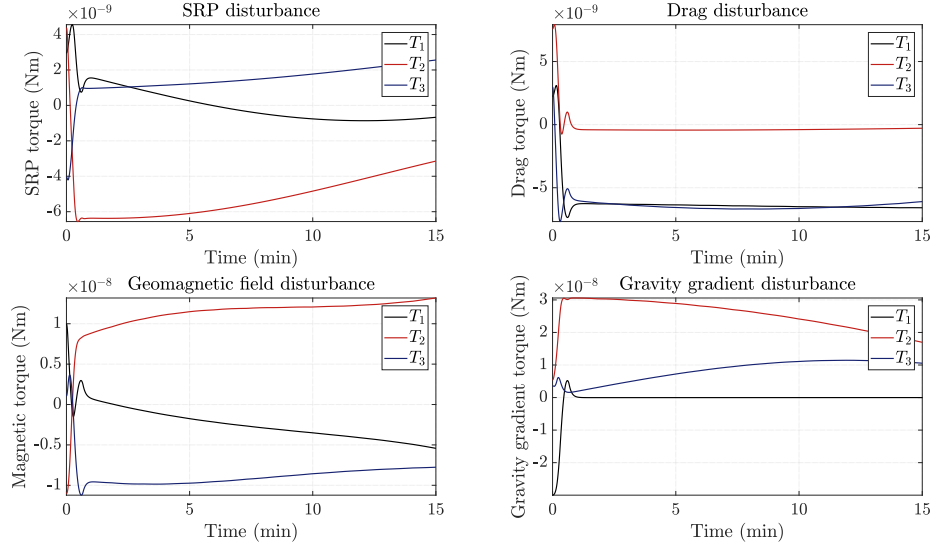 SRP disturbance
×10⁻⁹
4
2
0
-2
-4
-6
SRP torque (Nm)
T₁
T₂
T₃
0
5
10
15
Time (min)
Drag disturbance
×10⁻⁹
5
0
-5
Drag torque (Nm)
T₁
T₂
T₃
0
5
10
15
Time (min)
Geomagnetic field disturbance
×10⁻⁸
1
0.5
0
-0.5
-1
Magnetic torque (Nm)
T₁
T₂
T₃
0
5
10
15
Time (min)
Gravity gradient disturbance
×10⁻⁸
3
2
1
0
-1
-2
Gravity gradient torque (Nm)
T₁
T₂
T₃
0
5
10
15
Time (min)